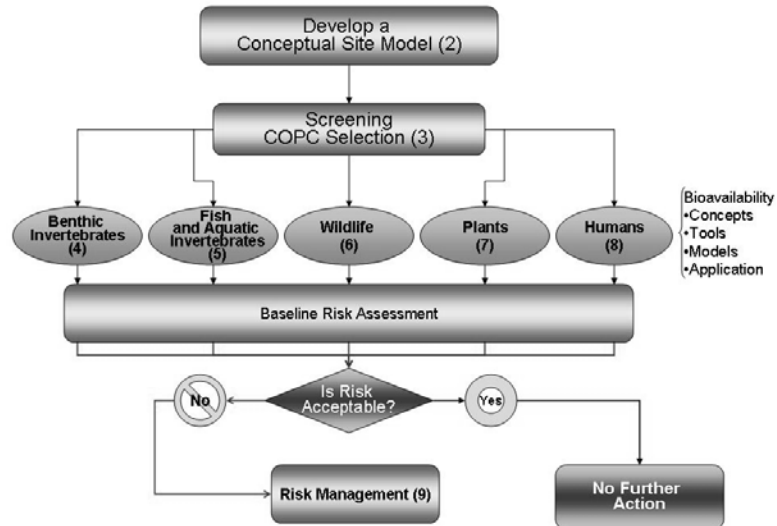 Develop a
Conceptual Site Model (2)
Screening
COPC Selection (3)
Benthic
Invertebrates
(4)
Fish
and Aquatic
Invertebrates
(5)
Wildlife
(6)
Plants
(7)
Humans
(8)
Bioavailability
•Concepts
•Tools
•Models
•Application
Baseline Risk Assessment
Is Risk
Acceptable?
No
Yes
Risk Management (9)
No Further
Action